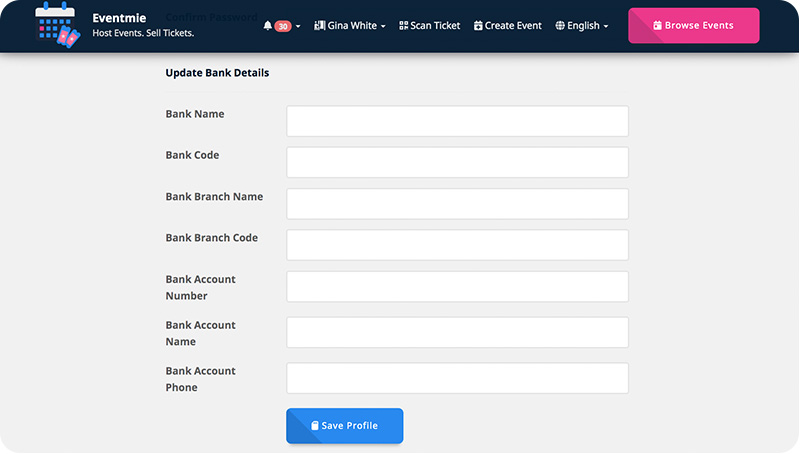 Eventmie
Host Events. Sell Tickets.
Confirm Password
30
Gina White
Scan Ticket
Create Event
English
Browse Events
Update Bank Details
Bank Name
Bank Code
Bank Branch Name
Bank Branch Code
Bank Account
Number
Bank Account
Name
Bank Account
Phone
Save Profile